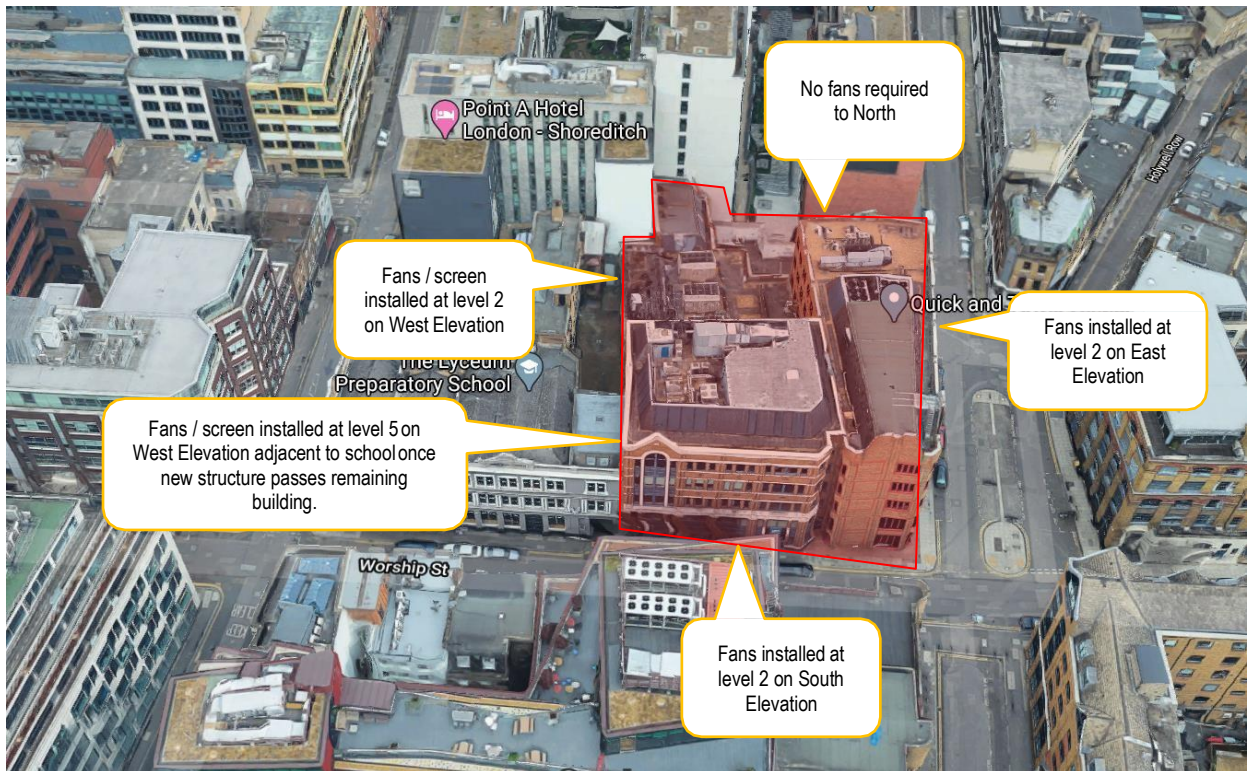 No fans required
to North
Point A Hotel
London - Shoreditch
Holywell Row
Fans / screen
installed at level 2
on West Elevation
Quick and
Fans installed at
level 2 on East
Elevation
The Lyceum
Preparatory School
Fans / screen installed at level 5 on
West Elevation adjacent to school once
new structure passes remaining
building.
Worship St
Fans installed at
level 2 on South
Elevation